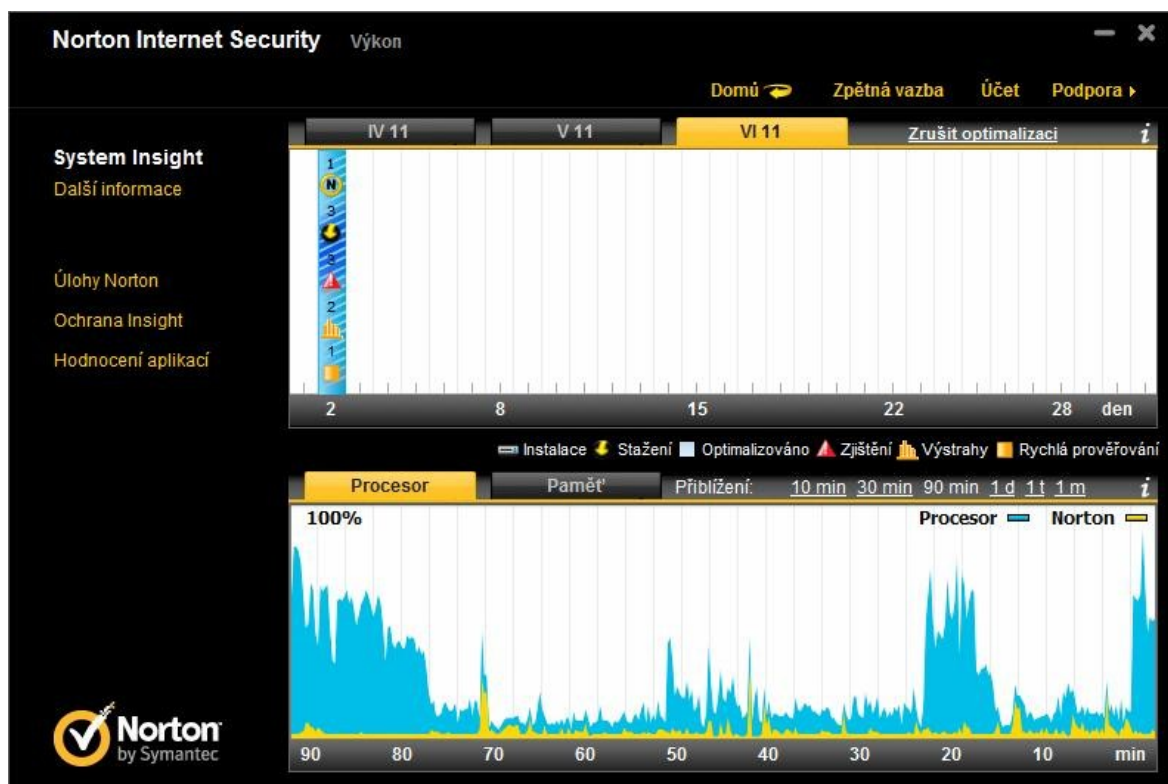 Norton Internet Security Výkon
Domů Zpětná vazba Účet Podpora
System Insight
Další informace
Úlohy Norton
Ochrana Insight
Hodnocení aplikací
IV 11 V 11 VI 11 Zrušit optimalizaci i
1
N
3
3
2
1
2 8 15 22 28 den
Instalace Stažení Optimalizováno Zjištění Výstrahy Rychlá prověřování
Procesor Paměť Přiblížení: 10 min 30 min 90 min 1 d 1 t 1 m i
100% Procesor Norton
90 80 70 60 50 40 30 20 10 min
Norton
by Symantec